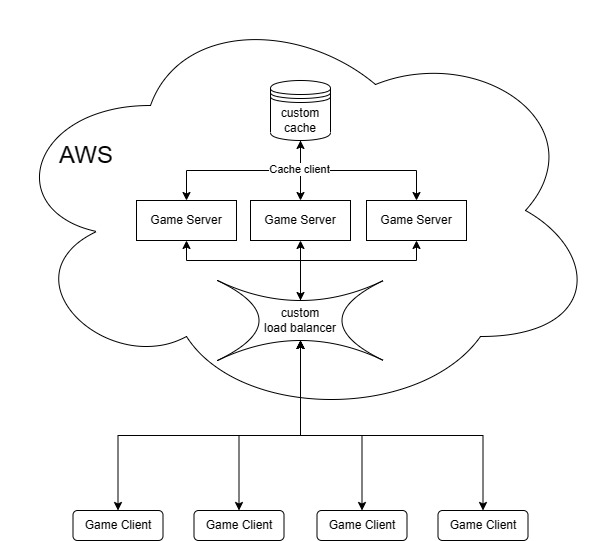 custom
cache
AWS
Cache client
Game Server
Game Server
Game Server
custom
load balancer
Game Client
Game Client
Game Client
Game Client